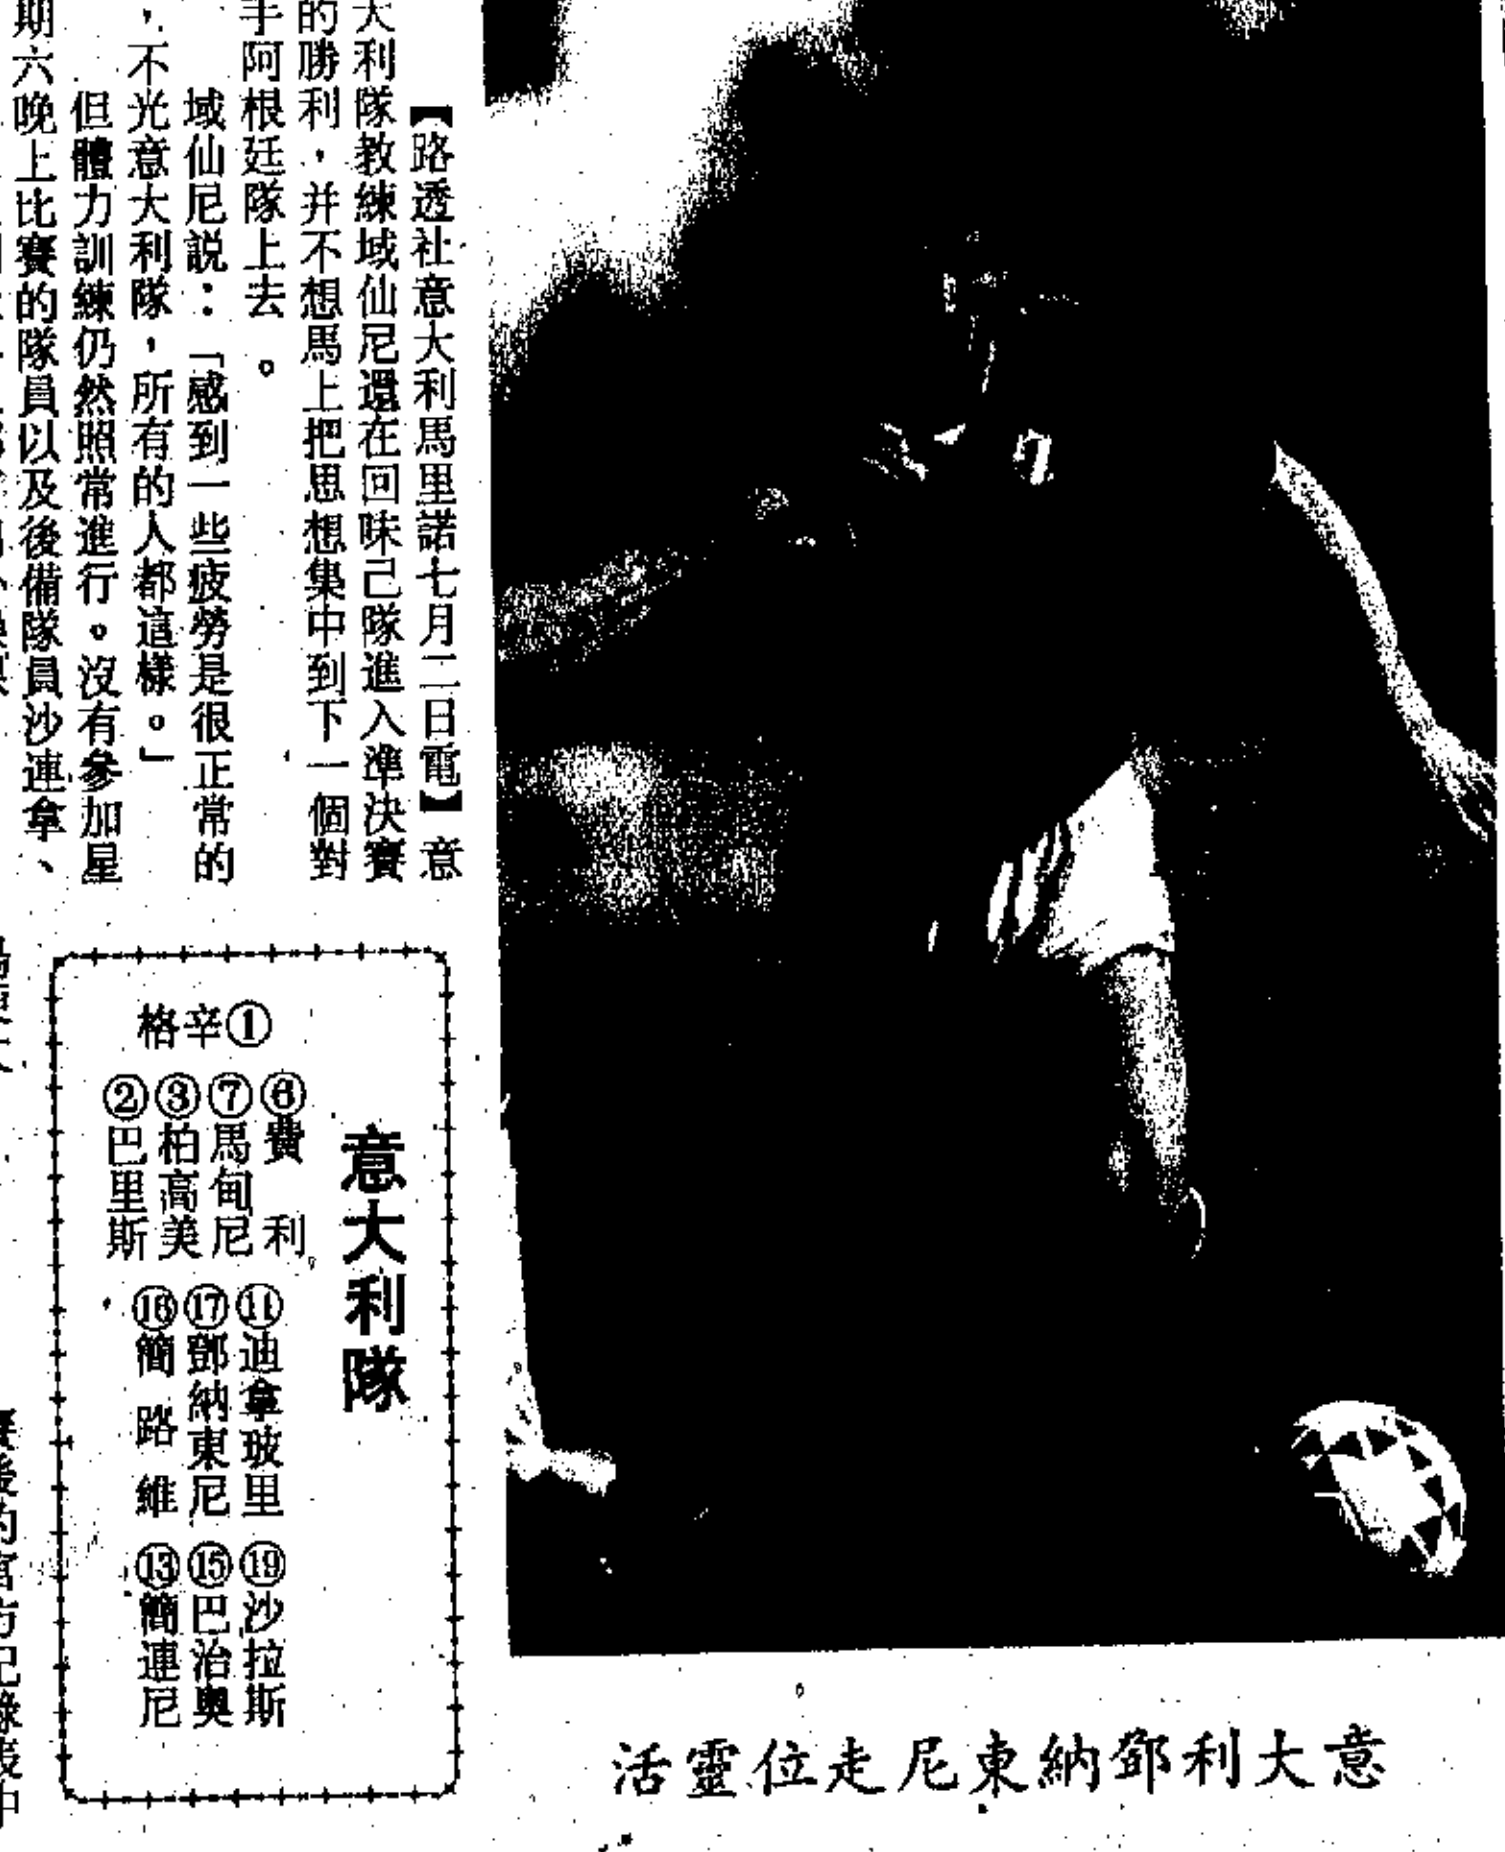 【路透社意大利馬里諾七月二日電】意
大利隊教練域仙尼還在回味己隊進入準決賽
的勝利，并不想馬上把思想集中到下一個對
手阿根廷隊上去。
域仙尼説：「感到一些疲勞是很正常的
，不光意大利隊，所有的人都這樣。」
但體力訓練仍然照常進行。沒有參加星
期六晚上比賽的隊員以及後備隊員沙連拿、
意大利隊
①辛格
⑥費利
⑦馬甸尼
③柏高美
②巴里斯
⑪迪拿玻里
⑰鄧納東尼
⑯簡路維
⑲沙拉斯
⑮巴治奧
⑬簡連尼
意大利鄧納東尼走位靈活